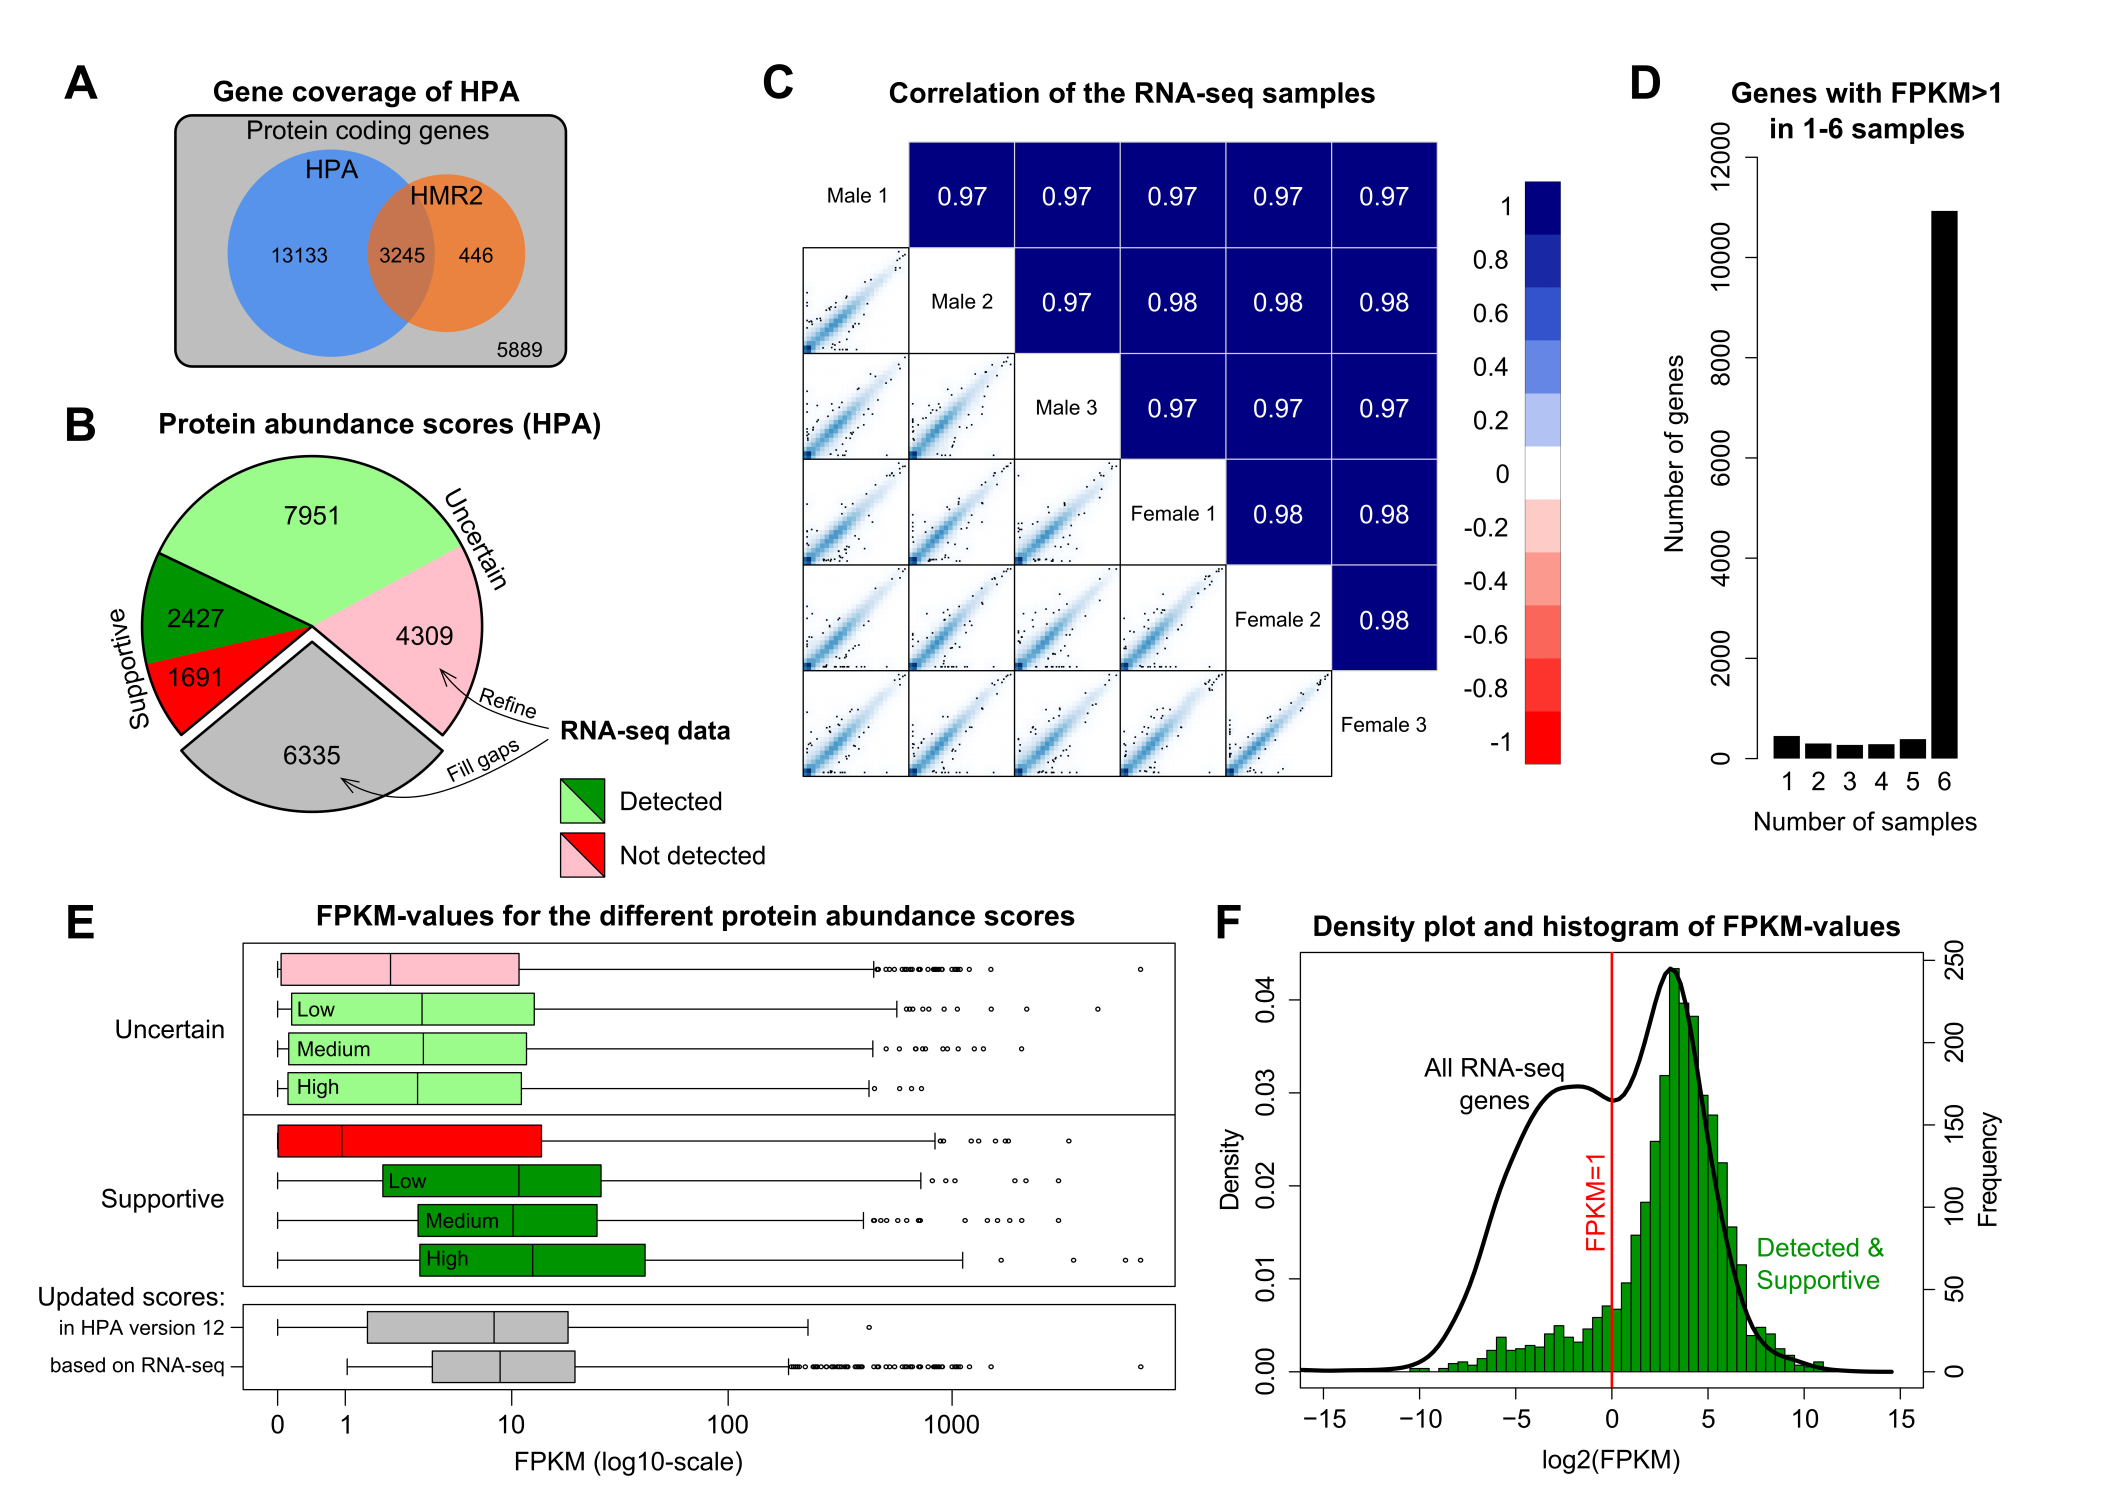 A
Gene coverage of HPA
Protein coding genes
HPA
HMR2
13133
3245
446
5889
B
Protein abundance scores (HPA)
7951
Uncertain
2427
4309
Supportive
1691
6335
Refine
Fill gaps
RNA-seq data
Detected
Not detected
C
Correlation of the RNA-seq samples
Male 1
0.97 0.97 0.97 0.97 0.97
Male 2
0.97 0.98 0.98 0.98
Male 3
0.97 0.97 0.97
Female 1
0.98 0.98
Female 2
0.98
Female 3
1
0.8
0.6
0.4
0.2
0
-0.2
-0.4
-0.6
-0.8
-1
D
Genes with FPKM>1
in 1-6 samples
Number of genes
12000
10000
8000
6000
4000
2000
0
1 2 3 4 5 6
Number of samples
E
FPKM-values for the different protein abundance scores
Uncertain
Low
Medium
High
Supportive
Low
Medium
High
Updated scores:
in HPA version 12
based on RNA-seq
0 1 10 100 1000
FPKM (log10-scale)
F
Density plot and histogram of FPKM-values
All RNA-seq
genes
FPKM=1
Detected &
Supportive
Density
0.04
0.03
0.02
0.01
0.00
Frequency
250
200
150
100
50
0
−15 −10 −5 0 5 10 15
log2(FPKM)